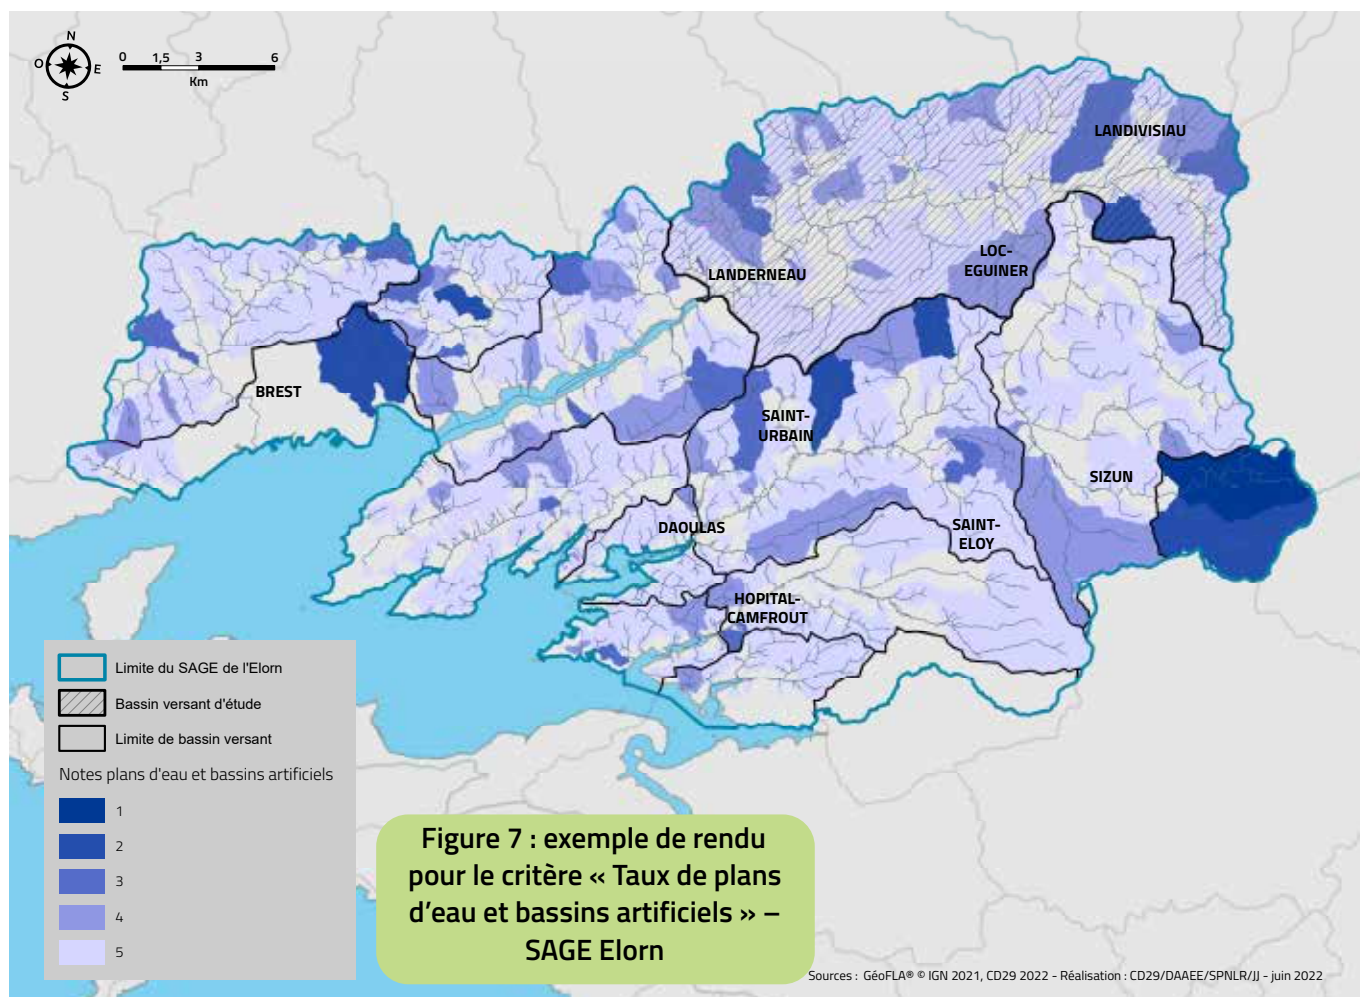 N
O
E
S
0 1,5 3 6
Km
LANDIVISIAU
LOC-
EGUINER
LANDERNEAU
BREST
SAINT-
URBAIN
SIZUN
DAOULAS
SAINT-
ELOY
HOPITAL-
CAMFROUT
Limite du SAGE de l'Elorn
Bassin versant d'étude
Limite de bassin versant
Notes plans d'eau et bassins artificiels
1
2
3
4
5
Figure 7 : exemple de rendu
pour le critère « Taux de plans
d’eau et bassins artificiels » –
SAGE Elorn
Sources : GéoFLA® © IGN 2021, CD29 2022 - Réalisation : CD29/DAAEE/SPNLR/JJ - juin 2022